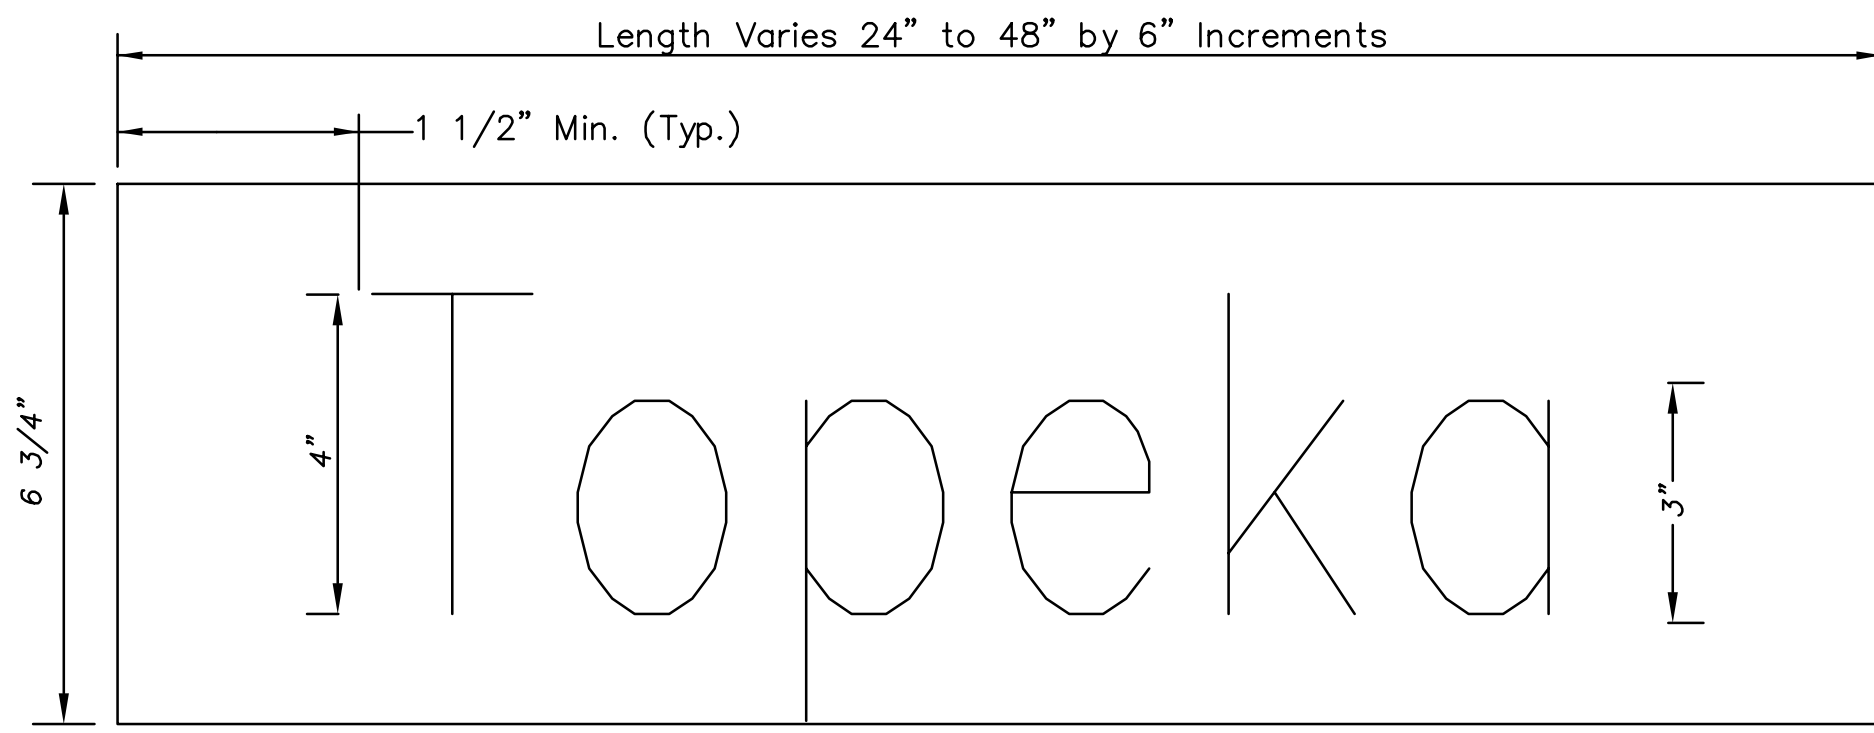 Length Varies 24” to 48” by 6” Increments
1 1/2” Min. (Typ.)
6 3/4”
4”
Topeka
3”